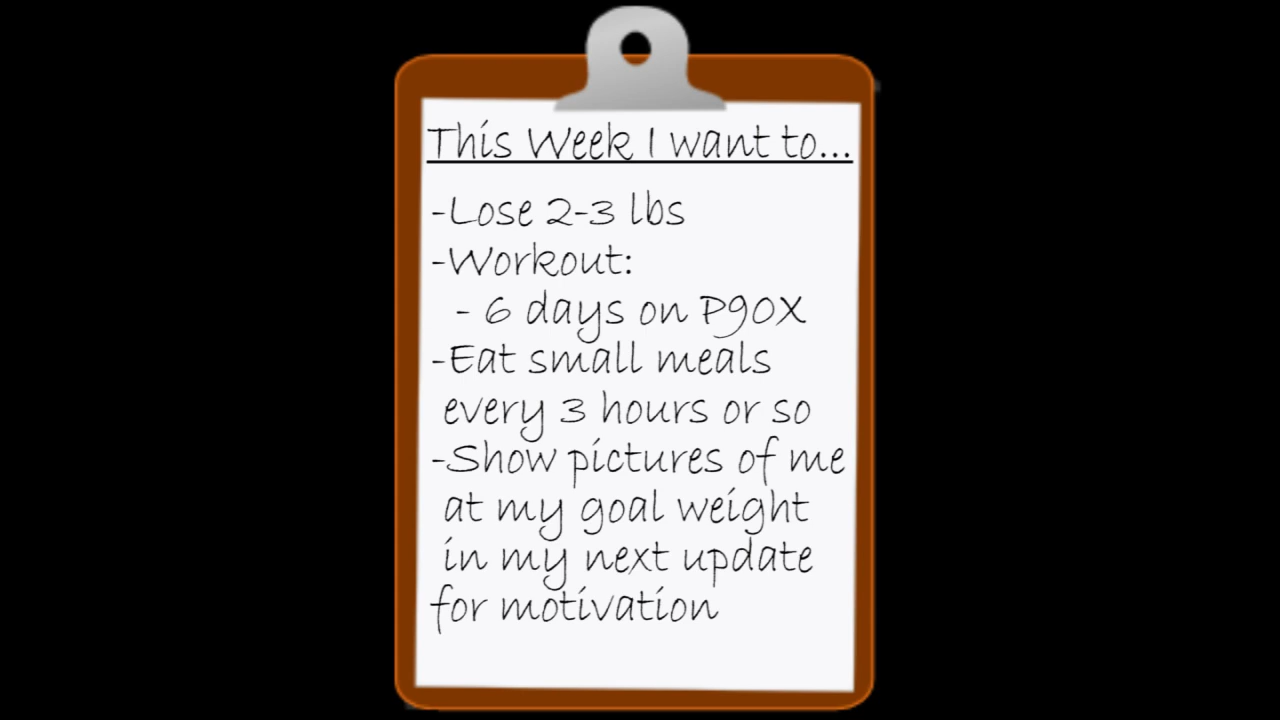 This Week I want to...
-Lose 2-3 lbs
-Workout:
- 6 days on P90X
-Eat small meals
every 3 hours or so
-Show pictures of me
at my goal weight
in my next update
for motivation